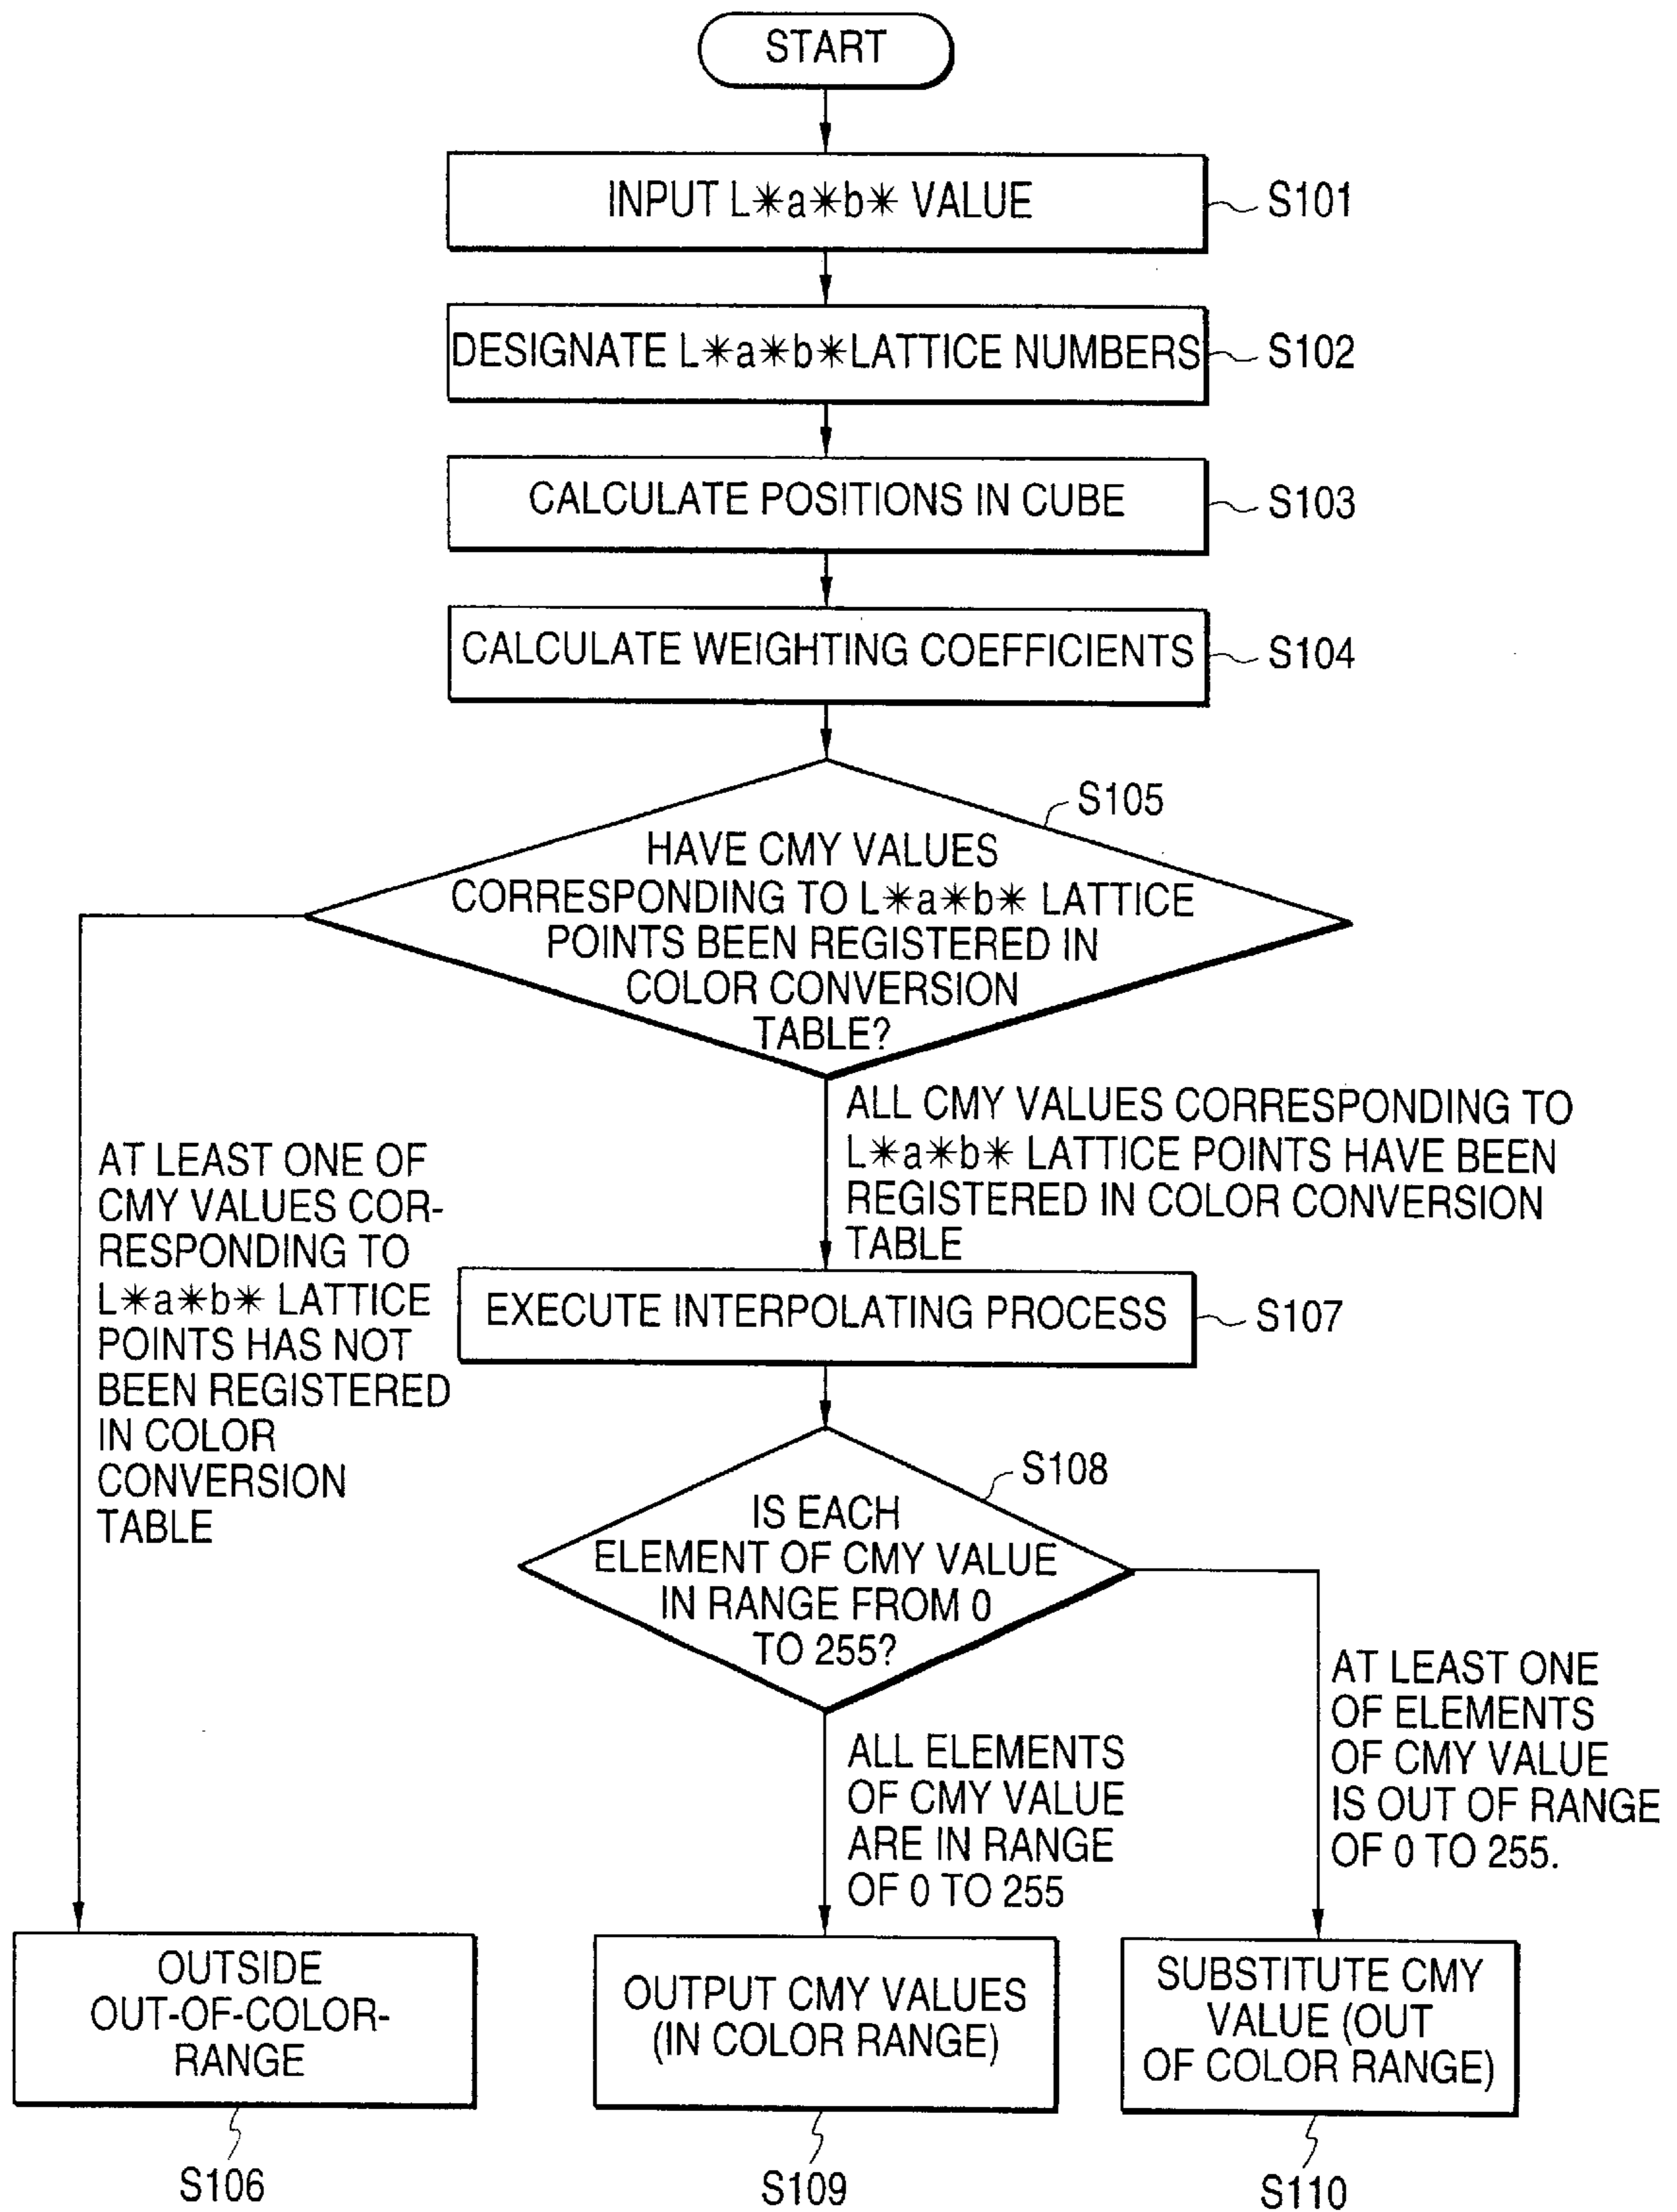 START
INPUT L*a*b* VALUE
S101
DESIGNATE L*a*b*LATTICE NUMBERS
S102
CALCULATE POSITIONS IN CUBE
S103
CALCULATE WEIGHTING COEFFICIENTS
S104
S105
HAVE CMY VALUES
CORRESPONDING TO L*a*b* LATTICE
POINTS BEEN REGISTERED IN
COLOR CONVERSION
TABLE?
AT LEAST ONE OF
CMY VALUES COR-
RESPONDING TO
L*a*b* LATTICE
POINTS HAS NOT
BEEN REGISTERED
IN COLOR
CONVERSION
TABLE
ALL CMY VALUES CORRESPONDING TO
L*a*b* LATTICE POINTS HAVE BEEN
REGISTERED IN COLOR CONVERSION
TABLE
EXECUTE INTERPOLATING PROCESS
S107
S108
IS EACH
ELEMENT OF CMY VALUE
IN RANGE FROM 0
TO 255?
ALL ELEMENTS
OF CMY VALUE
ARE IN RANGE
OF 0 TO 255
AT LEAST ONE
OF ELEMENTS
OF CMY VALUE
IS OUT OF RANGE
OF 0 TO 255.
OUTSIDE
OUT-OF-COLOR-
RANGE
S106
OUTPUT CMY VALUES
(IN COLOR RANGE)
S109
SUBSTITUTE CMY
VALUE (OUT
OF COLOR RANGE)
S110